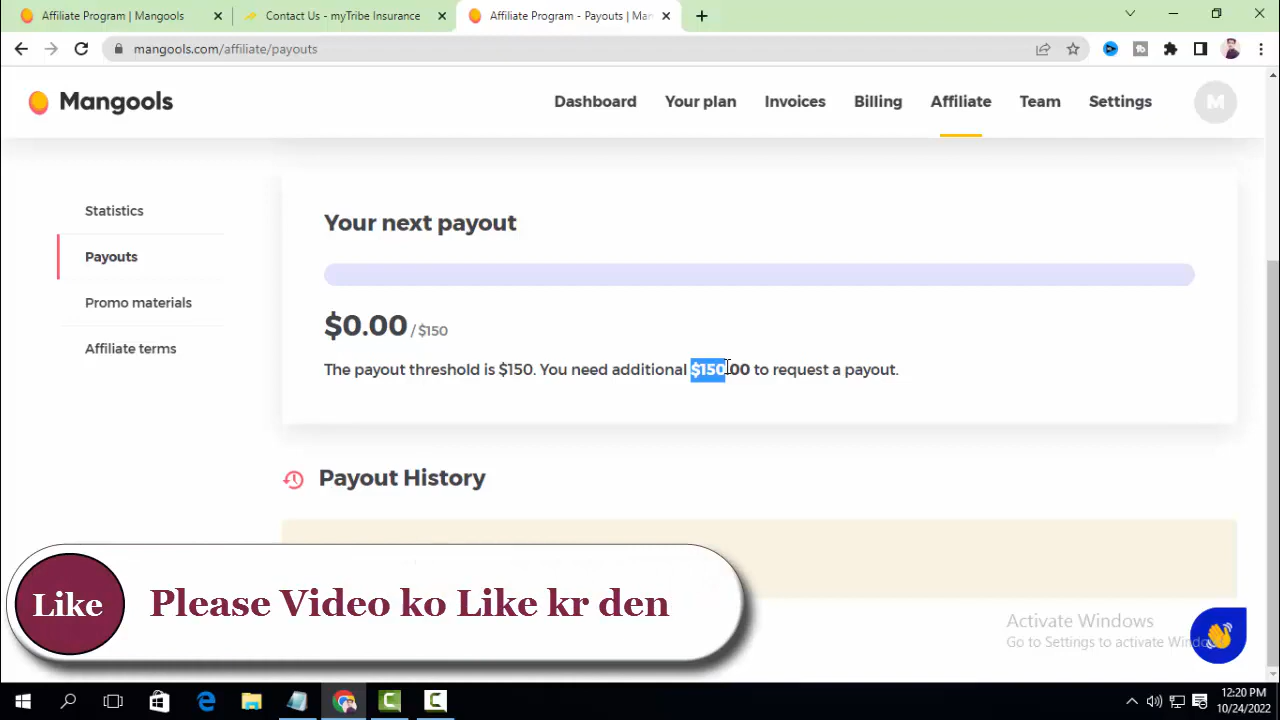 Affiliate Program | Mangools
Contact Us - myTribe Insurance
Affiliate Program - Payouts | Man
mangools.com/affiliate/payouts
Mangools
Dashboard
Your plan
Invoices
Billing
Affiliate
Team
Settings
M
Statistics
Payouts
Promo materials
Affiliate terms
Your next payout
$0.00 / $150
The payout threshold is $150. You need additional $150.00 to request a payout.
Payout History
Like
Please Video ko Like kr den
Activate Windows
Go to Settings to activate Windo
12:20 PM
10/24/2022